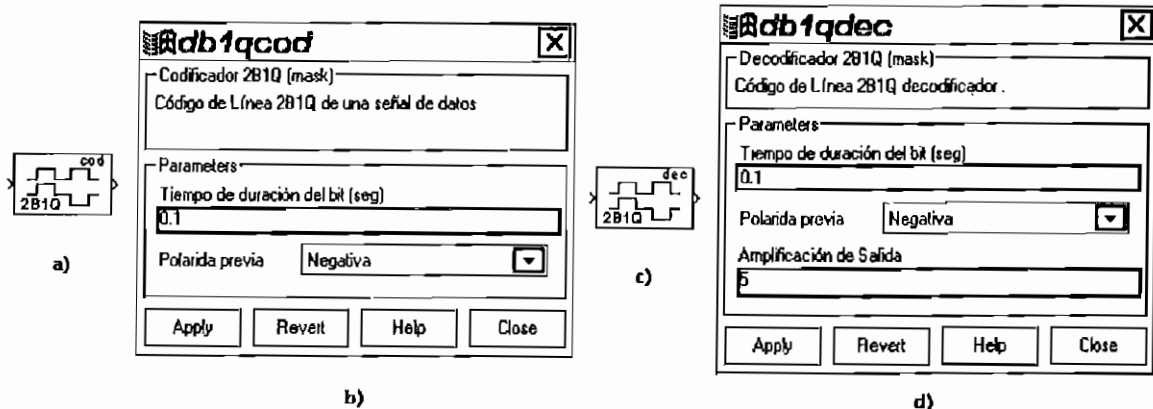 cod
2B1Q
a)
db1qcod
Codificador 2B1Q (mask)
Código de Línea 2B1Q de una señal de datos
Parameters
Tiempo de duración del bit (seg)
0.1
Polarida previa Negativa
Apply Revert Help Close
b)
dec
2B1Q
c)
db1qdec
Decodificador 2B1Q (mask)
Código de Línea 2B1Q decodificador.
Parameters
Tiempo de duración del bit (seg)
0.1
Polarida previa Negativa
Amplificación de Salida
5
Apply Revert Help Close
d)